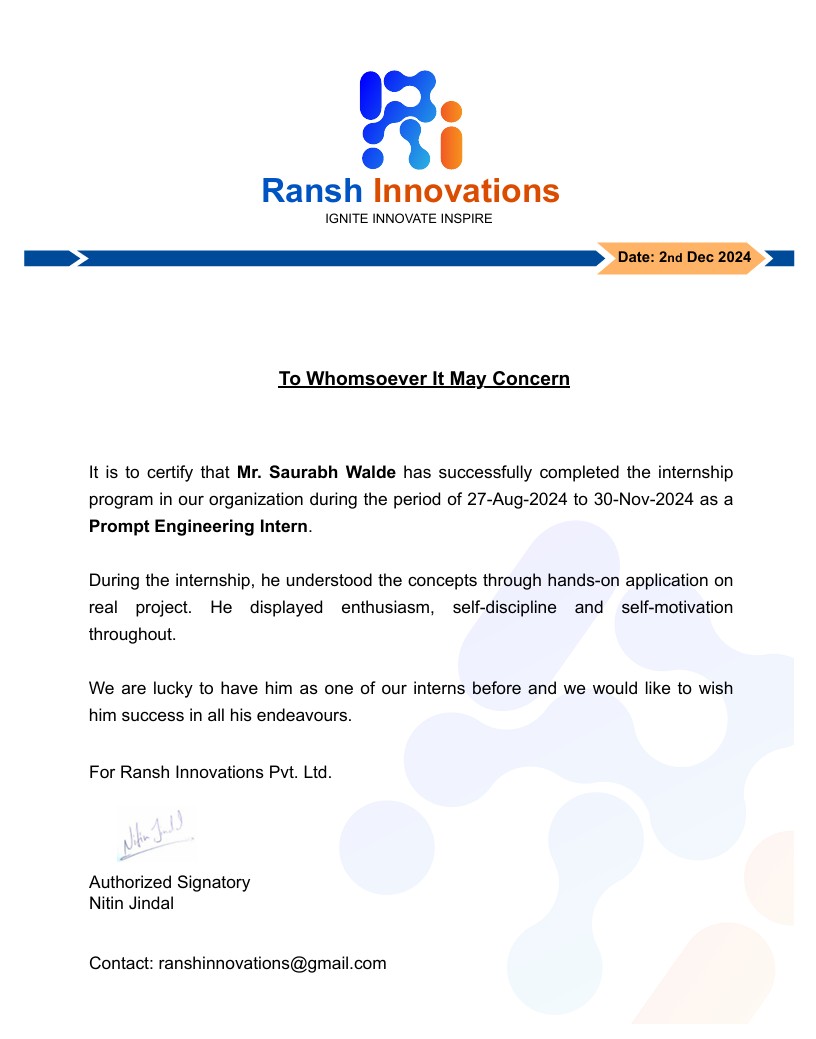 Ransh Innovations
IGNITE INNOVATE INSPIRE
Date: 2nd Dec 2024
To Whomsoever It May Concern
It is to certify that Mr. Saurabh Walde has successfully completed the internship
program in our organization during the period of 27-Aug-2024 to 30-Nov-2024 as a
Prompt Engineering Intern.
During the internship, he understood the concepts through hands-on application on
real project. He displayed enthusiasm, self-discipline and self-motivation
throughout.
We are lucky to have him as one of our interns before and we would like to wish
him success in all his endeavours.
For Ransh Innovations Pvt. Ltd.
Nitin Jindal
Authorized Signatory
Nitin Jindal
Contact: ranshinnovations@gmail.com